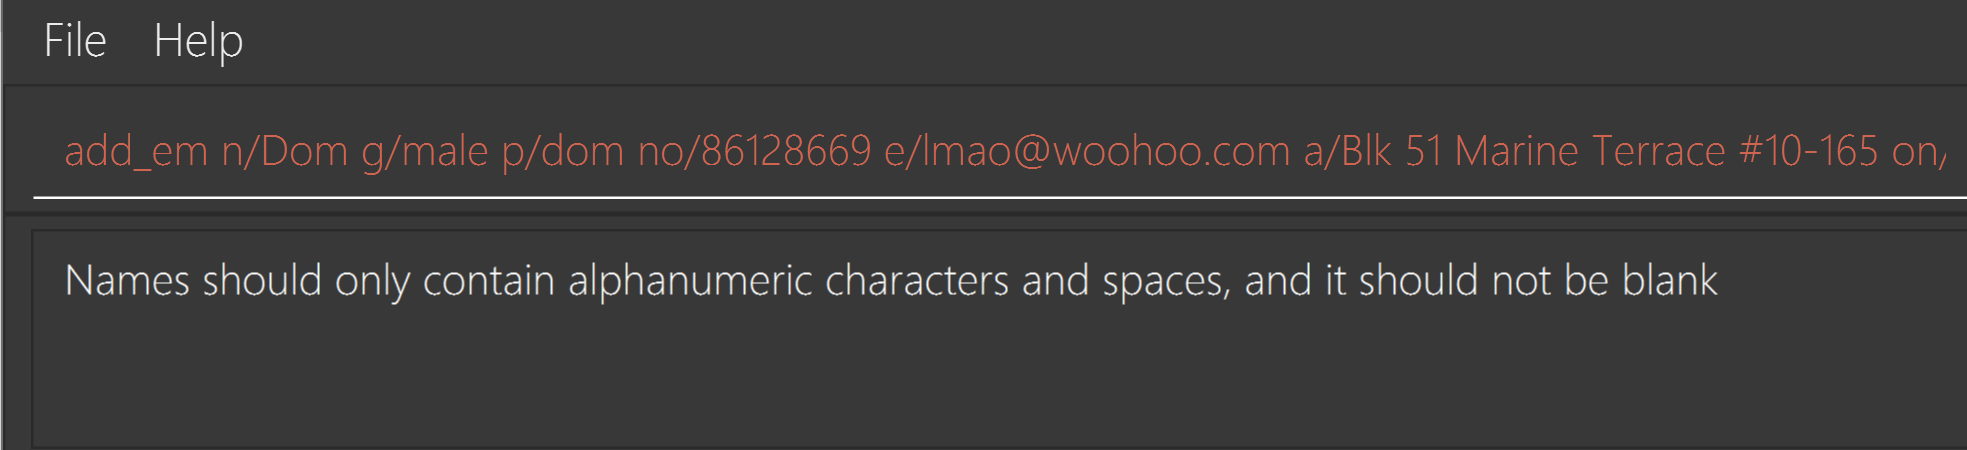 File Help
add_em n/Dom g/male p/dom no/86128669 e/lmao@woohoo.com a/Blk 51 Marine Terrace #10-165 on/
Names should only contain alphanumeric characters and spaces, and it should not be blank